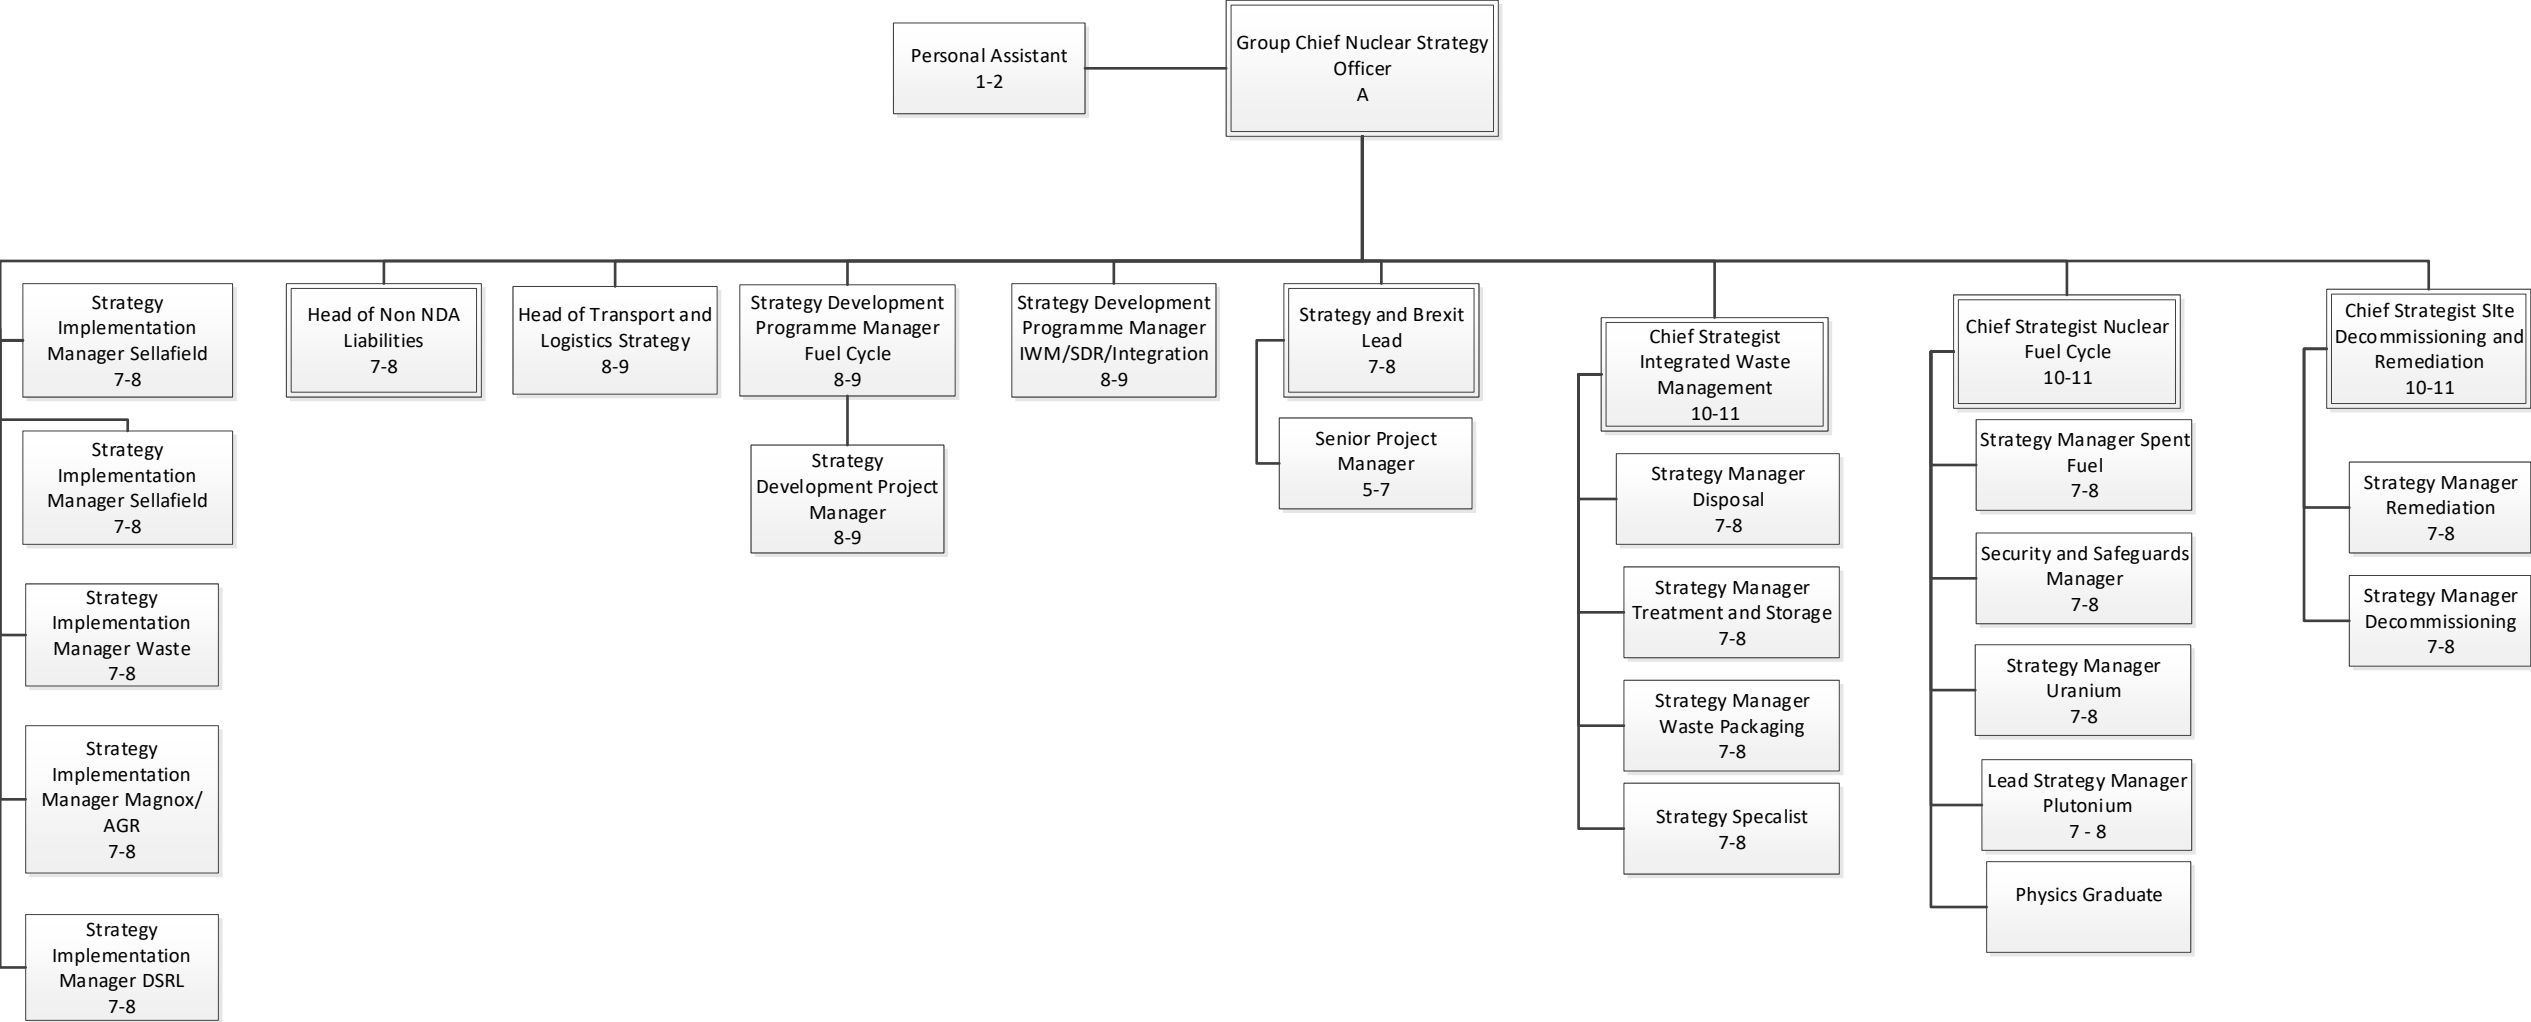 Personal Assistant
1-2
Group Chief Nuclear Strategy
Officer
A
Strategy
Implementation
Manager Sellafield
7-8
Strategy
Implementation
Manager Sellafield
7-8
Strategy
Implementation
Manager Waste
7-8
Strategy
Implementation
Manager Magnox/
AGR
7-8
Strategy
Implementation
Manager DSRL
7-8
Head of Non NDA
Liabilities
7-8
Head of Transport and
Logistics Strategy
8-9
Strategy Development
Programme Manager
Fuel Cycle
8-9
Strategy
Development Project
Manager
8-9
Strategy Development
Programme Manager
IWM/SDR/Integration
8-9
Strategy and Brexit
Lead
7-8
Senior Project
Manager
5-7
Chief Strategist
Integrated Waste
Management
10-11
Strategy Manager
Disposal
7-8
Strategy Manager
Treatment and Storage
7-8
Strategy Manager
Waste Packaging
7-8
Strategy Specalist
7-8
Chief Strategist Nuclear
Fuel Cycle
10-11
Strategy Manager Spent
Fuel
7-8
Security and Safeguards
Manager
7-8
Strategy Manager
Uranium
7-8
Lead Strategy Manager
Plutonium
7 - 8
Physics Graduate
Chief Strategist SIte
Decommissioning and
Remediation
10-11
Strategy Manager
Remediation
7-8
Strategy Manager
Decommissioning
7-8